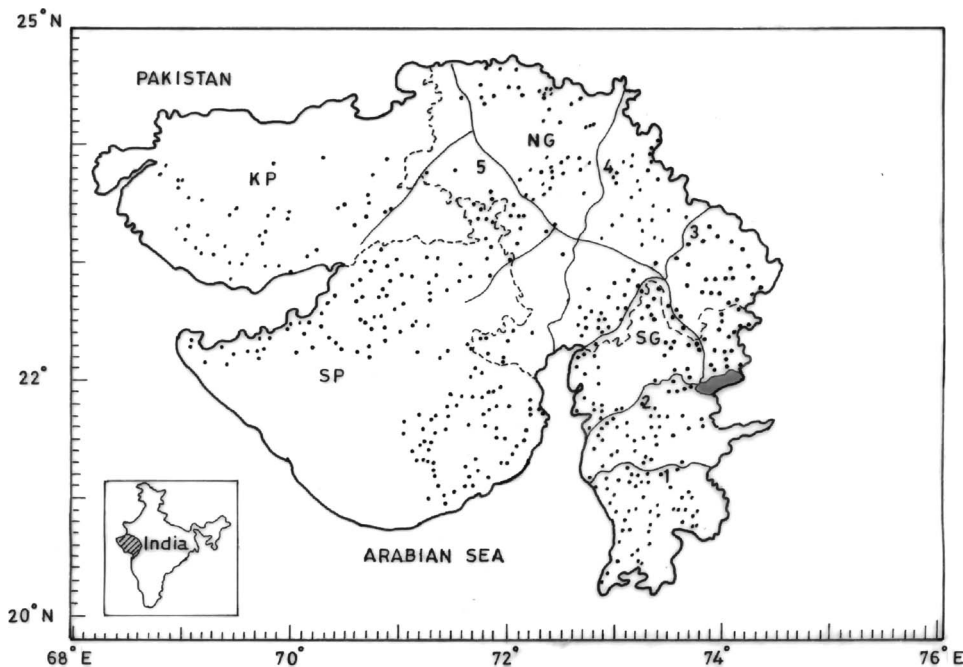 25° N
PAKISTAN
NG
5
4
KP
3
SG
22°
SP
2
1
India
ARABIAN SEA
20° N
68° E
70°
72°
74°
76° E